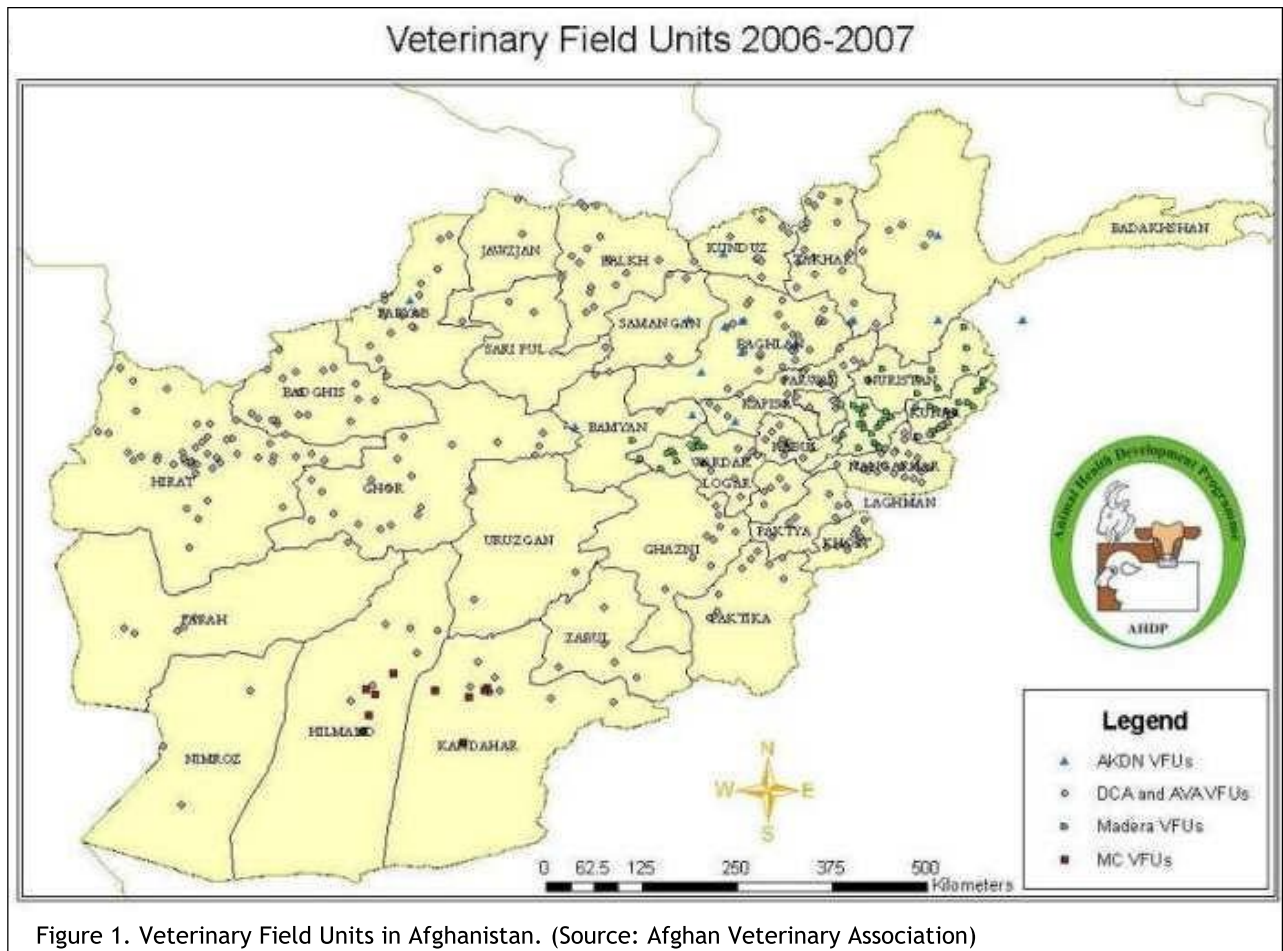 Veterinary Field Units 2006-2007
BADAKHSHAN
JAWZJAN
BALKH
KUNDUZ
TAKHAR
FARYAB
SAMANGAN
SARI PUL
BAGHLAN
BADGHIS
PARWAN
NURISTAN
KAPISA
KUNAR
BAMYAN
KABUL
WARDAK
NANGARHAR
HIRAT
GHOR
LOGAR
LAGHMAN
URUZGAN
GHAZNI
PAKTYA
KHOST
FARAH
ZABUL
PAKTIKA
HILMAND
KANDAHAR
NIMROZ
Animal Health Development Programme
AHDP
N
W E
S
0 62.5 125 250 375 500
Kilometers
Legend
AKDN VFUs
DCA and AVA VFUs
Madera VFUs
MC VFUs
Figure 1. Veterinary Field Units in Afghanistan. (Source: Afghan Veterinary Association)